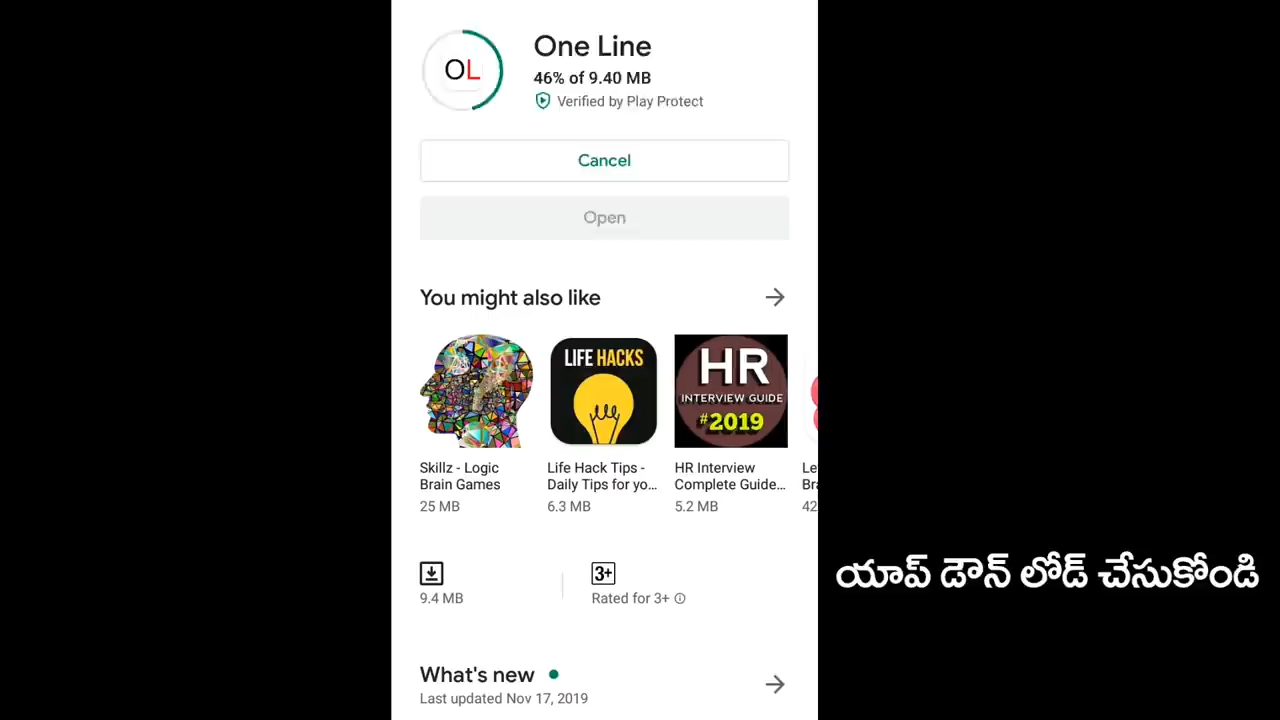 OL
One Line
46% of 9.40 MB
Verified by Play Protect
Cancel
Open
You might also like
LIFE HACKS
HR
INTERVIEW GUIDE
#2019
Skillz - Logic
Brain Games
25 MB
Life Hack Tips -
Daily Tips for yo...
6.3 MB
HR Interview
Complete Guide...
5.2 MB
Le
Bra
42
9.4 MB
3+
Rated for 3+
యాప్ డౌన్ లోడ్ చేసుకోండి
What's new
Last updated Nov 17, 2019